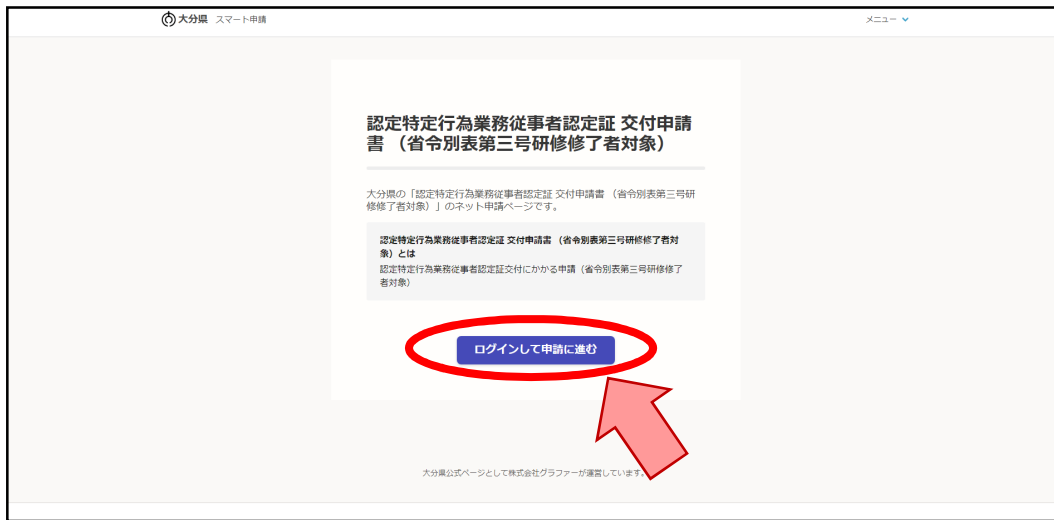 大分県 スマート申請
メニュー
認定特定行為業務従事者認定証 交付申請
書 （省令別表第三号研修修了者対象）
大分県の「認定特定行為業務従事者認定証 交付申請書 （省令別表第三号研
修修了者対象）」のネット申請ページです。
認定特定行為業務従事者認定証 交付申請書 （省令別表第三号研修修了者対
象）とは
認定特定行為業務従事者認定証交付にかかる申請（省令別表第三号研修修了
者対象）
ログインして申請に進む
大分県公式ページとして株式会社グラファーが運営しています。